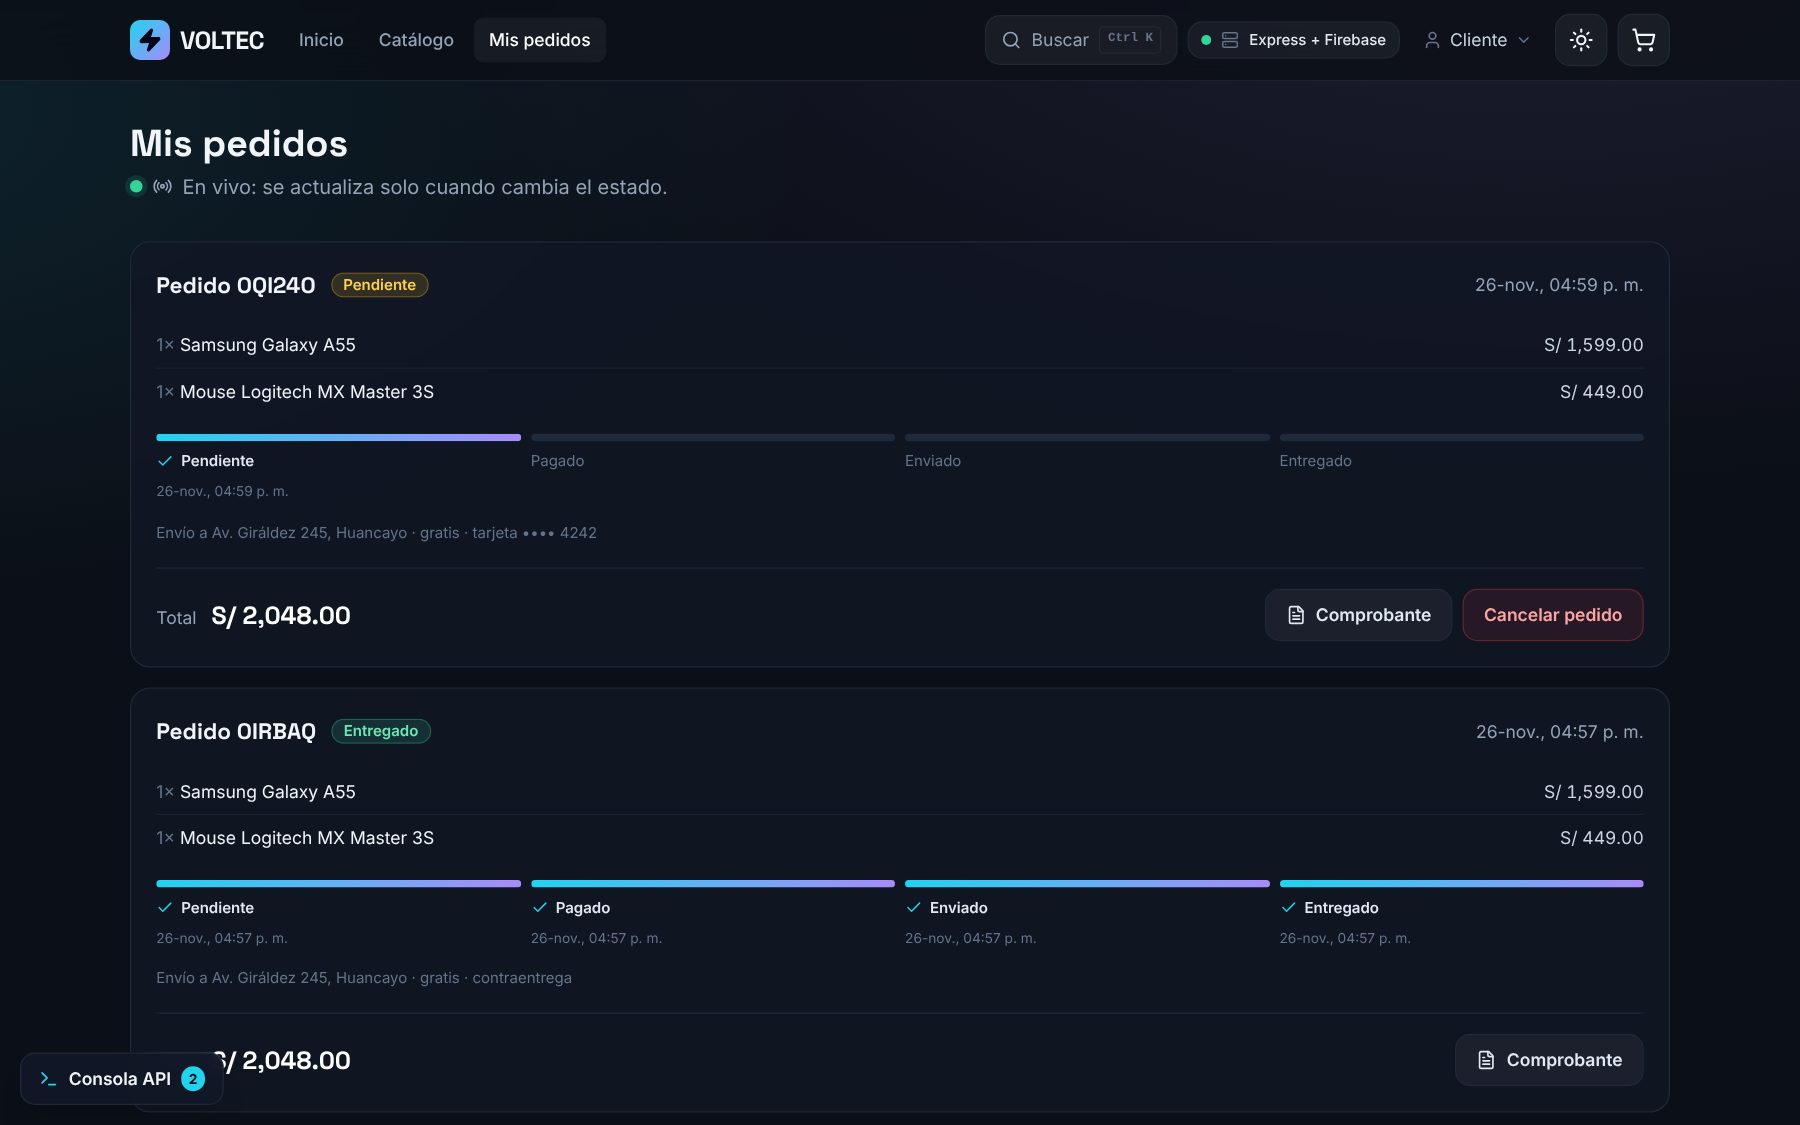 VOLTEC Inicio Catálogo Mis pedidos Buscar Ctrl K Express + Firebase Cliente
Mis pedidos
En vivo: se actualiza solo cuando cambia el estado.
Pedido 0QI24O Pendiente 26-nov., 04:59 p. m.
1× Samsung Galaxy A55 S/ 1,599.00
1× Mouse Logitech MX Master 3S S/ 449.00
Pendiente Pagado Enviado Entregado
26-nov., 04:59 p. m.
Envío a Av. Giráldez 245, Huancayo · gratis · tarjeta •••• 4242
Total S/ 2,048.00 Comprobante Cancelar pedido
Pedido OIRBAQ Entregado 26-nov., 04:57 p. m.
1× Samsung Galaxy A55 S/ 1,599.00
1× Mouse Logitech MX Master 3S S/ 449.00
Pendiente Pagado Enviado Entregado
26-nov., 04:57 p. m. 26-nov., 04:57 p. m. 26-nov., 04:57 p. m. 26-nov., 04:57 p. m.
Envío a Av. Giráldez 245, Huancayo · gratis · contraentrega
S/ 2,048.00 Comprobante
Consola API 2